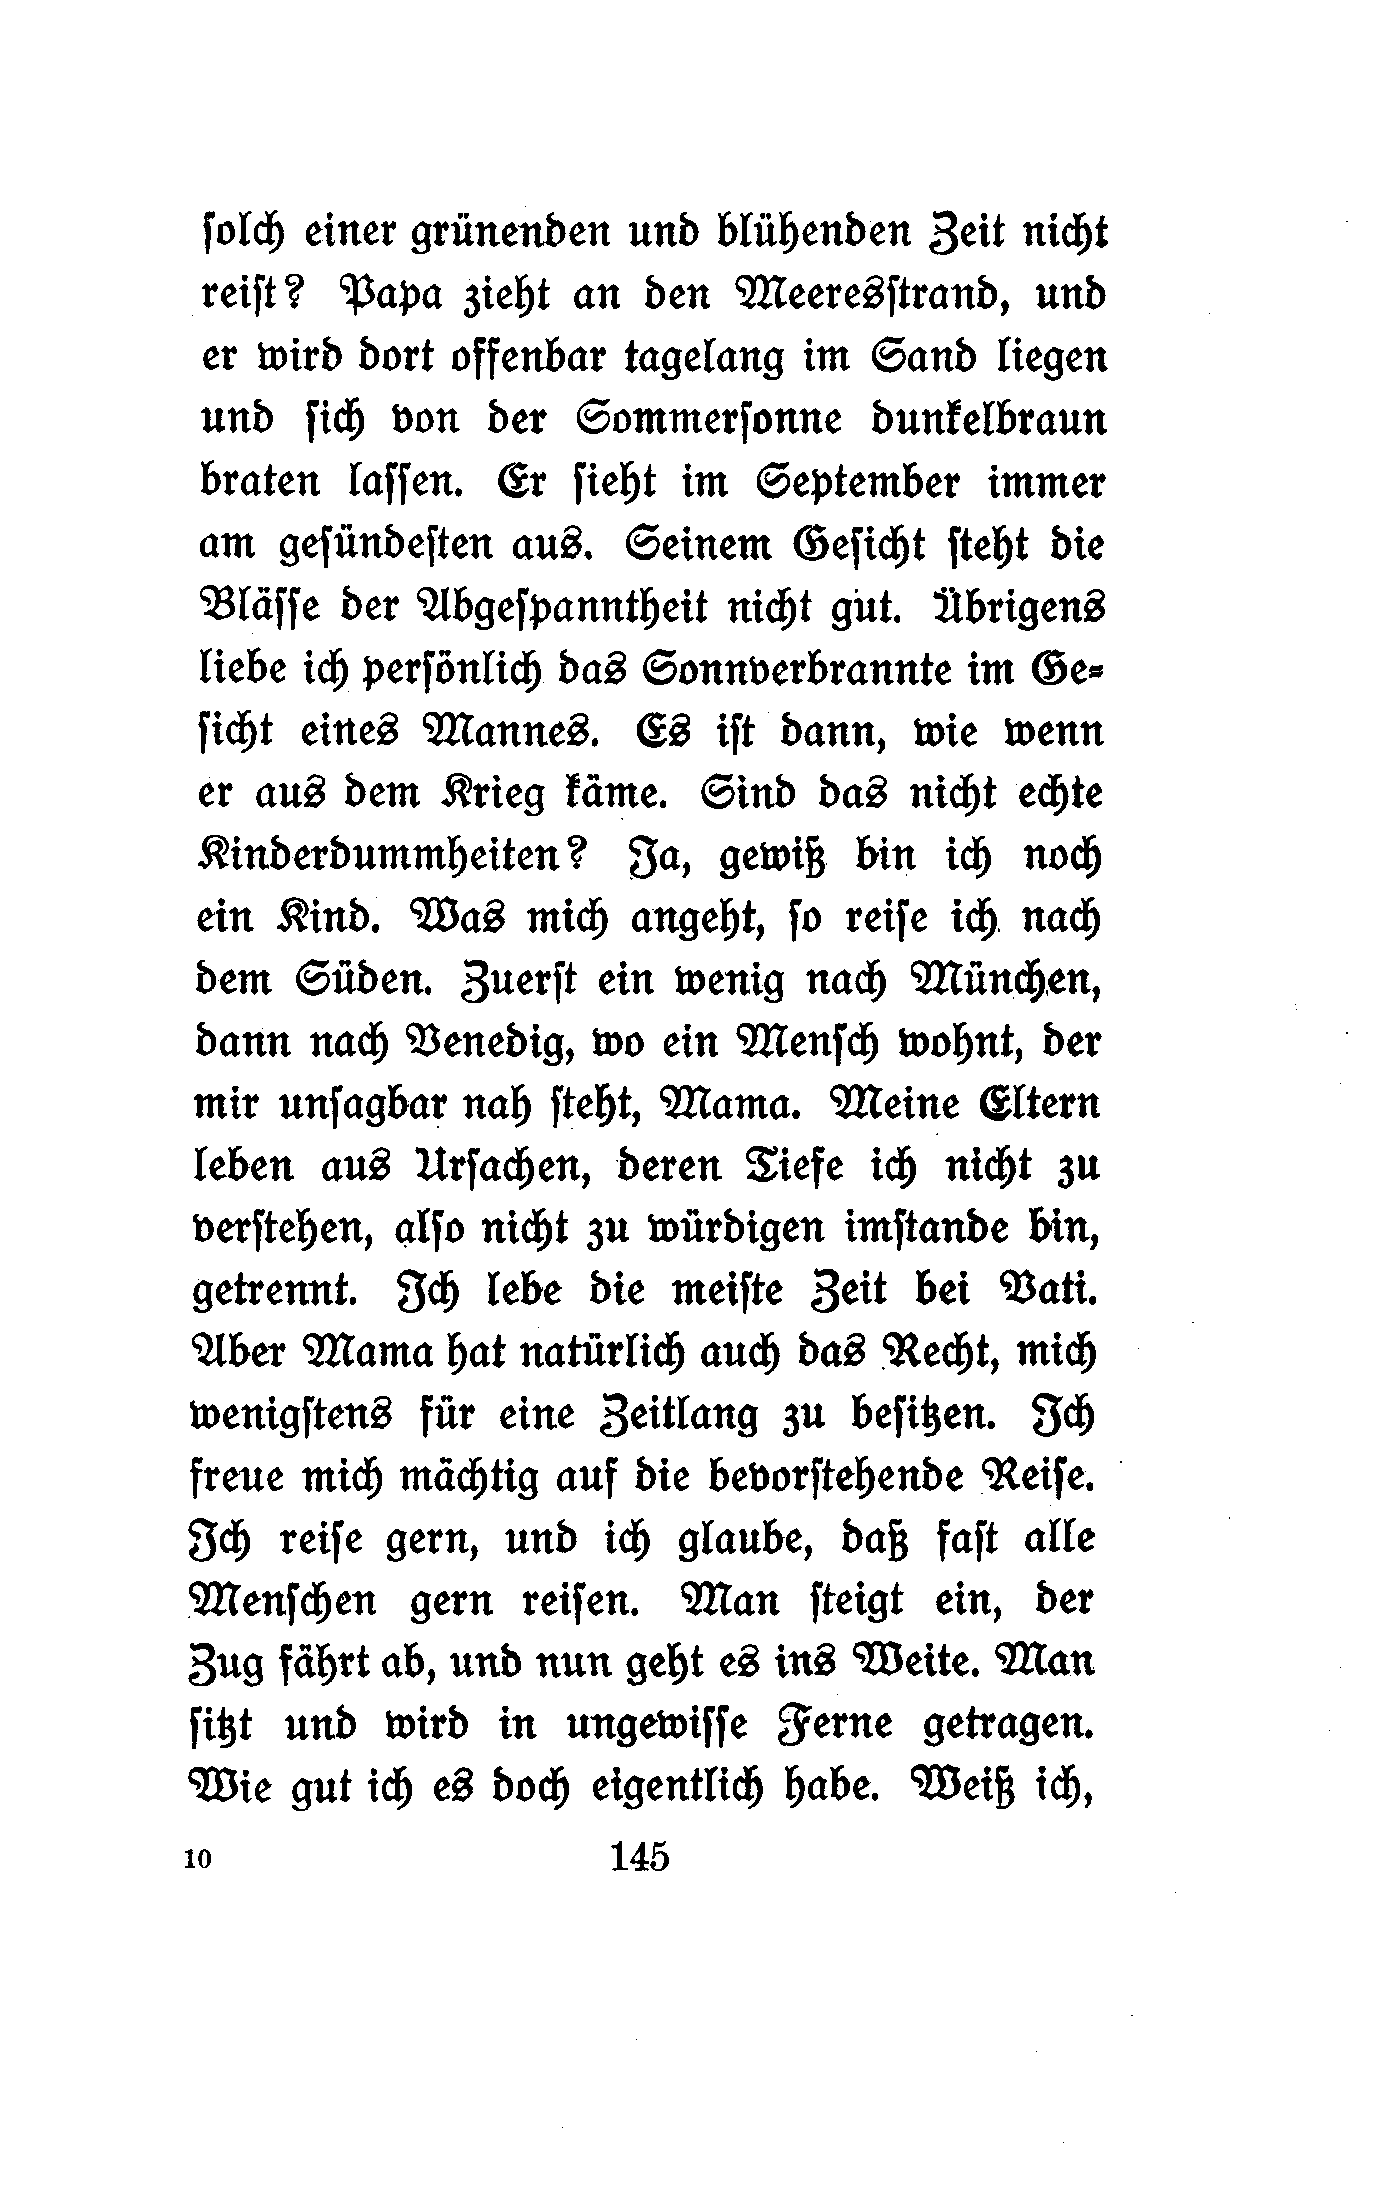 solch einer grünenden und blühenden Zeit nicht
reist? Papa zieht an den Meeresstrand, und
er wird dort offenbar tagelang im Sand liegen
und sich von der Sommersonne dunkelbraun
braten lassen. Er sieht im September immer
am gesündesten aus. Seinem Gesicht steht die
Blässe der Abgespanntheit nicht gut. Übrigens
liebe ich persönlich das Sonnverbrannte im Ge-
sicht eines Mannes. Es ist dann, wie wenn
er aus dem Krieg käme. Sind das nicht echte
Kinderdummheiten? Ja, gewiß bin ich noch
ein Kind. Was mich angeht, so reise ich nach
dem Süden. Zuerst ein wenig nach München,
dann nach Venedig, wo ein Mensch wohnt, der
mir unsagbar nah steht, Mama. Meine Eltern
leben aus Ursachen, deren Tiefe ich nicht zu
verstehen, also nicht zu würdigen imstande bin,
getrennt. Ich lebe die meiste Zeit bei Vati.
Aber Mama hat natürlich auch das Recht, mich
wenigstens für eine Zeitlang zu besitzen. Ich
freue mich mächtig auf die bevorstehende Reise.
Ich reise gern, und ich glaube, daß fast alle
Menschen gern reisen. Man steigt ein, der
Zug fährt ab, und nun geht es ins Weite. Man
sitzt und wird in ungewisse Ferne getragen.
Wie gut ich es doch eigentlich habe. Weiß ich,
10 145